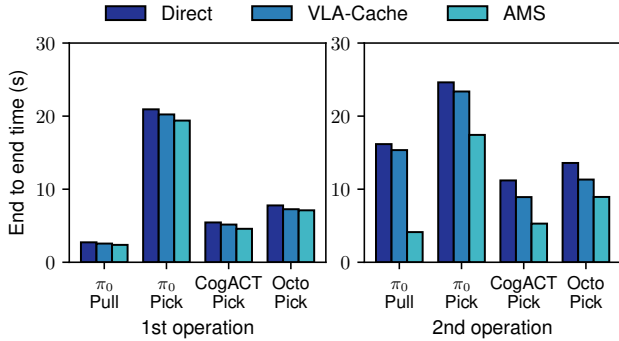 Direct VLA-Cache AMS
End to end time (s)
30
20
10
0
π₀ Pull
π₀ Pick
CogACT Pick
Octo Pick
1st operation
30
20
10
0
π₀ Pull
π₀ Pick
CogACT Pick
Octo Pick
2nd operation